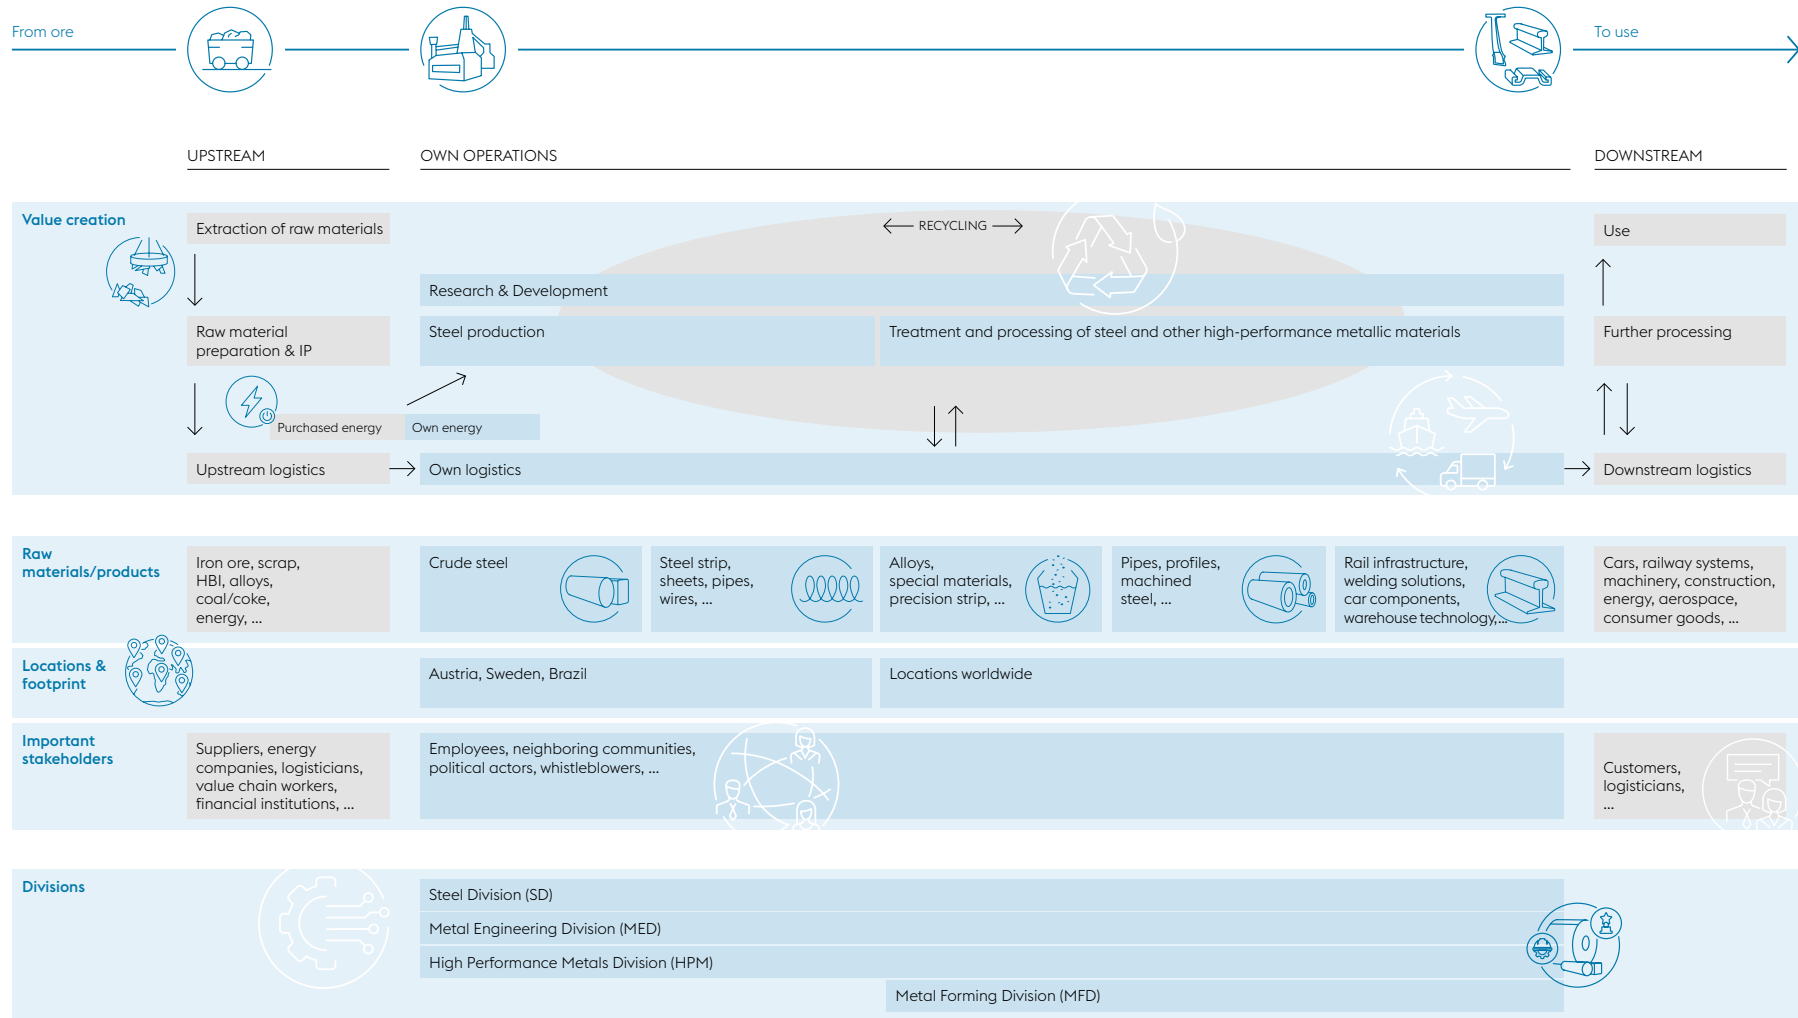 From ore
To use
UPSTREAM
OWN OPERATIONS
DOWNSTREAM
Value creation
Extraction of raw materials
← RECYCLING →
Use
Research & Development
Raw material
preparation & IP
Steel production
Treatment and processing of steel and other high-performance metallic materials
Further processing
Purchased energy
Own energy
Upstream logistics
Own logistics
Downstream logistics
Raw
materials/products
Iron ore, scrap,
HBI, alloys,
coal/coke,
energy, ...
Crude steel
Steel strip,
sheets, pipes,
wires, ...
Alloys,
special materials,
precision strip, ...
Pipes, profiles,
machined
steel, ...
Rail infrastructure,
welding solutions,
car components,
warehouse technology,...
Cars, railway systems,
machinery, construction,
energy, aerospace,
consumer goods, ...
Locations &
footprint
Austria, Sweden, Brazil
Locations worldwide
Important
stakeholders
Suppliers, energy
companies, logisticians,
value chain workers,
financial institutions, ...
Employees, neighboring communities,
political actors, whistleblowers, ...
Customers,
logisticians,
...
Divisions
Steel Division (SD)
Metal Engineering Division (MED)
High Performance Metals Division (HPM)
Metal Forming Division (MFD)